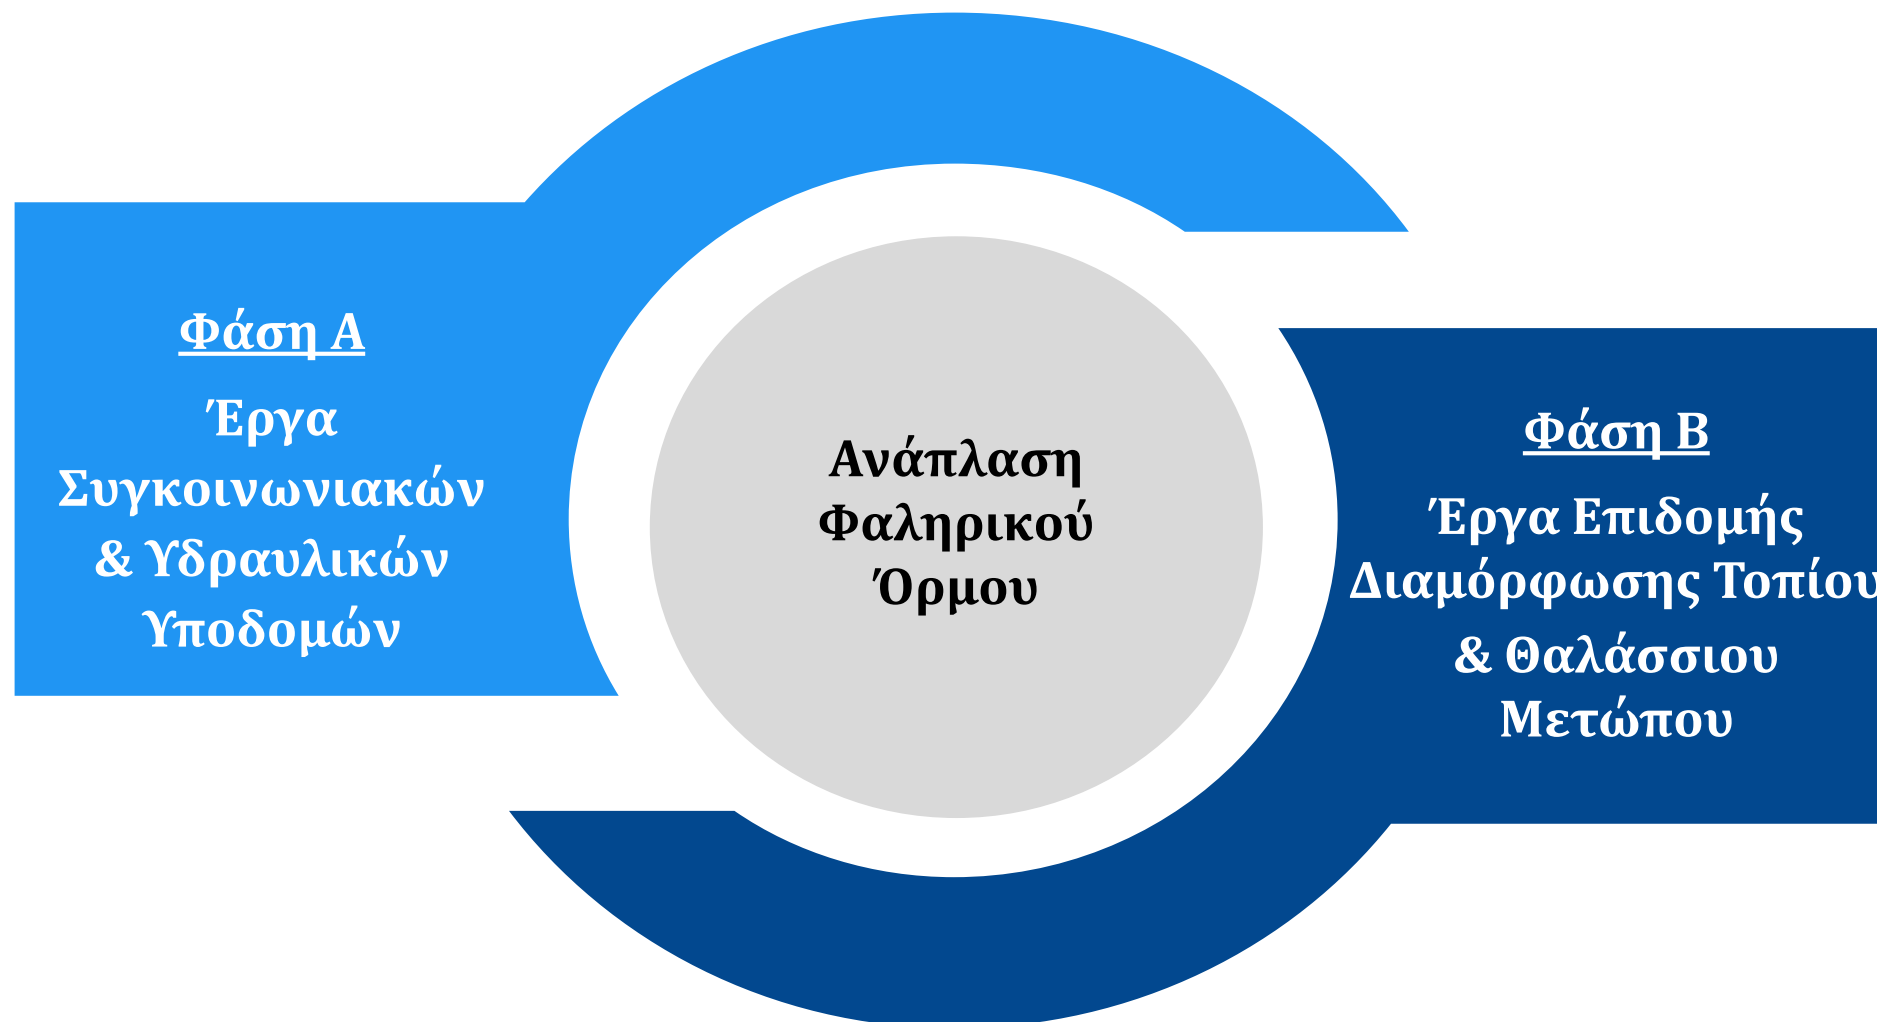 Φάση Α
Έργα
Συγκοινωνιακών
& Υδραυλικών
Υποδομών
Ανάπλαση
Φαληρικού
Όρμου
Φάση Β
Έργα Επιδομής
Διαμόρφωσης Τοπίου
& Θαλάσσιου
Μετώπου